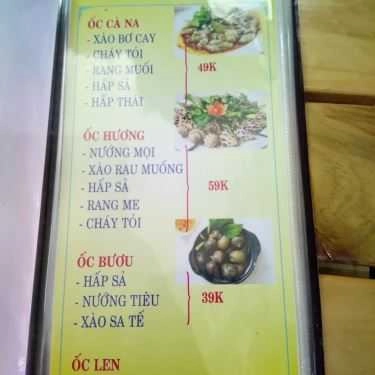 ỐC CÀ NA
- XÀO BƠ CAY
- CHÁY TỎI
- RANG MUỐI
- HẤP SẢ
- HẤP THÁI
49K
ỐC HƯƠNG
- NƯỚNG MỌI
- XÀO RAU MUỐNG
- HẤP SẢ
- RANG ME
- CHÁY TỎI
59K
ỐC BƯƠU
- HẤP SẢ
- NƯỚNG TIÊU
- XÀO SA TẾ
39K
ỐC LEN